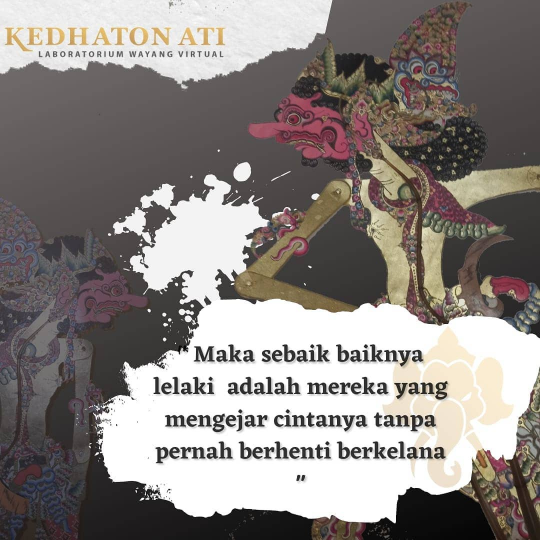 KEDHATON ATI
LABORATORIUM WAYANG VIRTUAL
" Maka sebaik baiknya
lelaki adalah mereka yang
mengejar cintanya tanpa
pernah berhenti berkelana
"